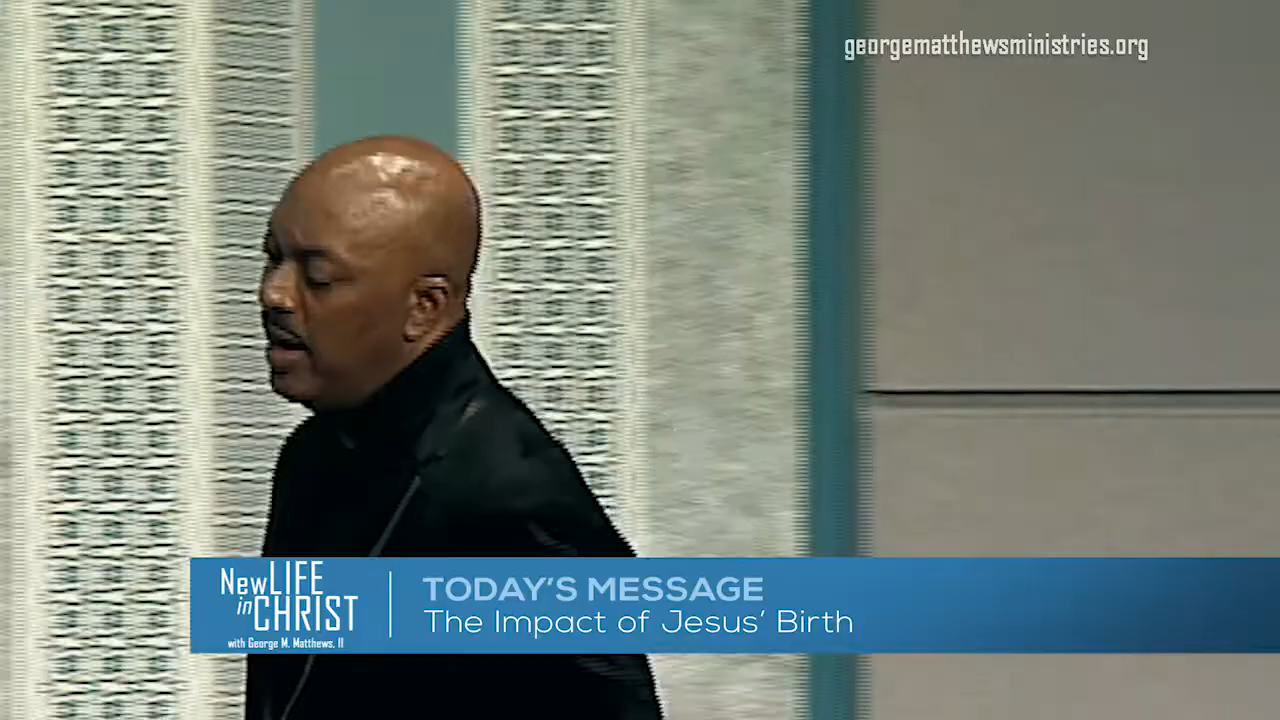 georgematthewsministries.org
New LIFE
in CHRIST
with George M. Matthews, II
TODAY'S MESSAGE
The Impact of Jesus' Birth